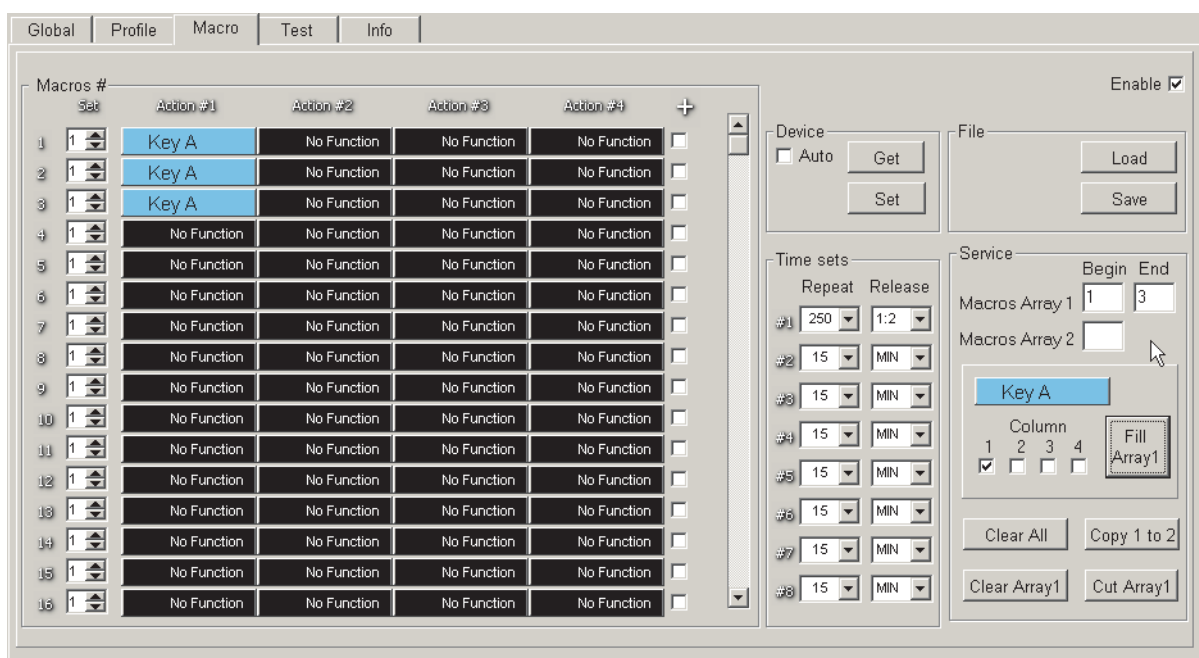 Global Profile Macro Test Info
Enable
Macros #
Set Action #1 Action #2 Action #3 Action #4 +
1 1 Key A No Function No Function No Function
2 1 Key A No Function No Function No Function
3 1 Key A No Function No Function No Function
4 1 No Function No Function No Function No Function
5 1 No Function No Function No Function No Function
6 1 No Function No Function No Function No Function
7 1 No Function No Function No Function No Function
8 1 No Function No Function No Function No Function
9 1 No Function No Function No Function No Function
10 1 No Function No Function No Function No Function
11 1 No Function No Function No Function No Function
12 1 No Function No Function No Function No Function
13 1 No Function No Function No Function No Function
14 1 No Function No Function No Function No Function
15 1 No Function No Function No Function No Function
16 1 No Function No Function No Function No Function
Device
Auto Get
Set
File
Load
Save
Time sets
Repeat Release
#1 250 1:2
#2 15 MIN
#3 15 MIN
#4 15 MIN
#5 15 MIN
#6 15 MIN
#7 15 MIN
#8 15 MIN
Service
Begin End
Macros Array 1 1 3
Macros Array 2
Key A
Column
1 2 3 4
Fill
Array1
Clear All Copy 1 to 2
Clear Array1 Cut Array1